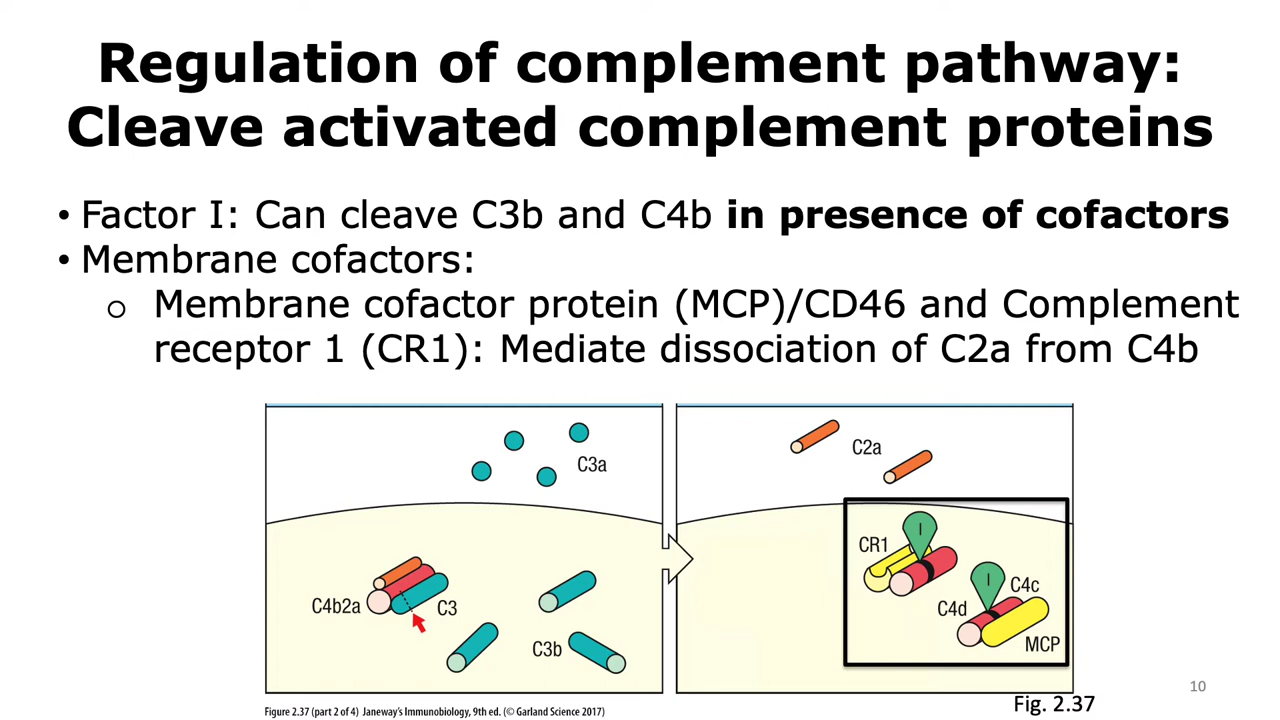 Regulation of complement pathway:
Cleave activated complement proteins
• Factor I: Can cleave C3b and C4b in presence of cofactors
• Membrane cofactors:
o Membrane cofactor protein (MCP)/CD46 and Complement
receptor 1 (CR1): Mediate dissociation of C2a from C4b
C3a
C4b2a
C3
C3b
C2a
CR1
I
I
C4c
C4d
MCP
Figure 2.37 (part 2 of 4) Janeway's Immunobiology, 9th ed. (© Garland Science 2017)
Fig. 2.37
10